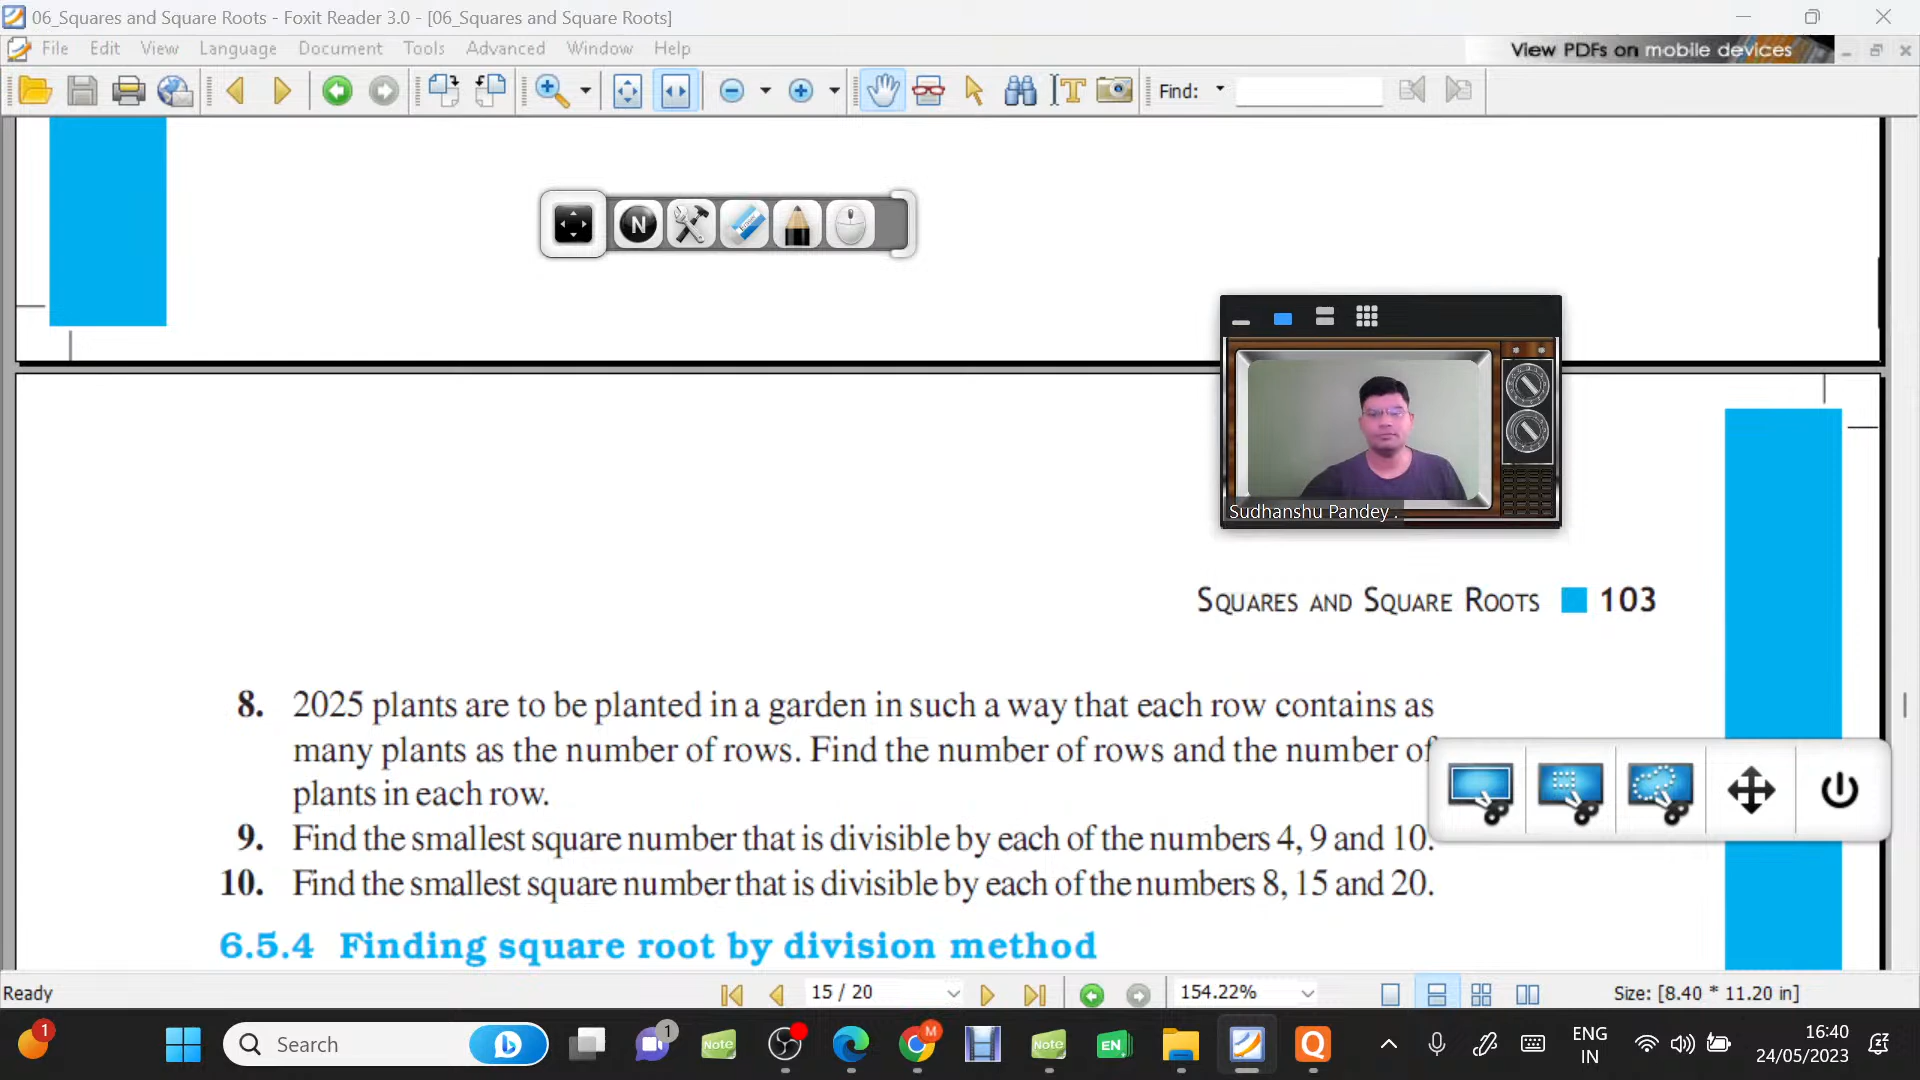 06_Squares and Square Roots - Foxit Reader 3.0 - [06_Squares and Square Roots]
File Edit View Language Document Tools Advanced Window Help
View PDFs on mobile devices
Find:
N
Sudhanshu Pandey .
SQUARES AND SQUARE ROOTS 103
8. 2025 plants are to be planted in a garden in such a way that each row contains as
many plants as the number of rows. Find the number of rows and the number of
plants in each row.
9. Find the smallest square number that is divisible by each of the numbers 4, 9 and 10.
10. Find the smallest square number that is divisible by each of the numbers 8, 15 and 20.
6.5.4 Finding square root by division method
Ready
15 / 20
154.22%
Size: [8.40 * 11.20 in]
1
Search
1
Note
M
Note
EN
Q
ENG
IN
16:40
24/05/2023